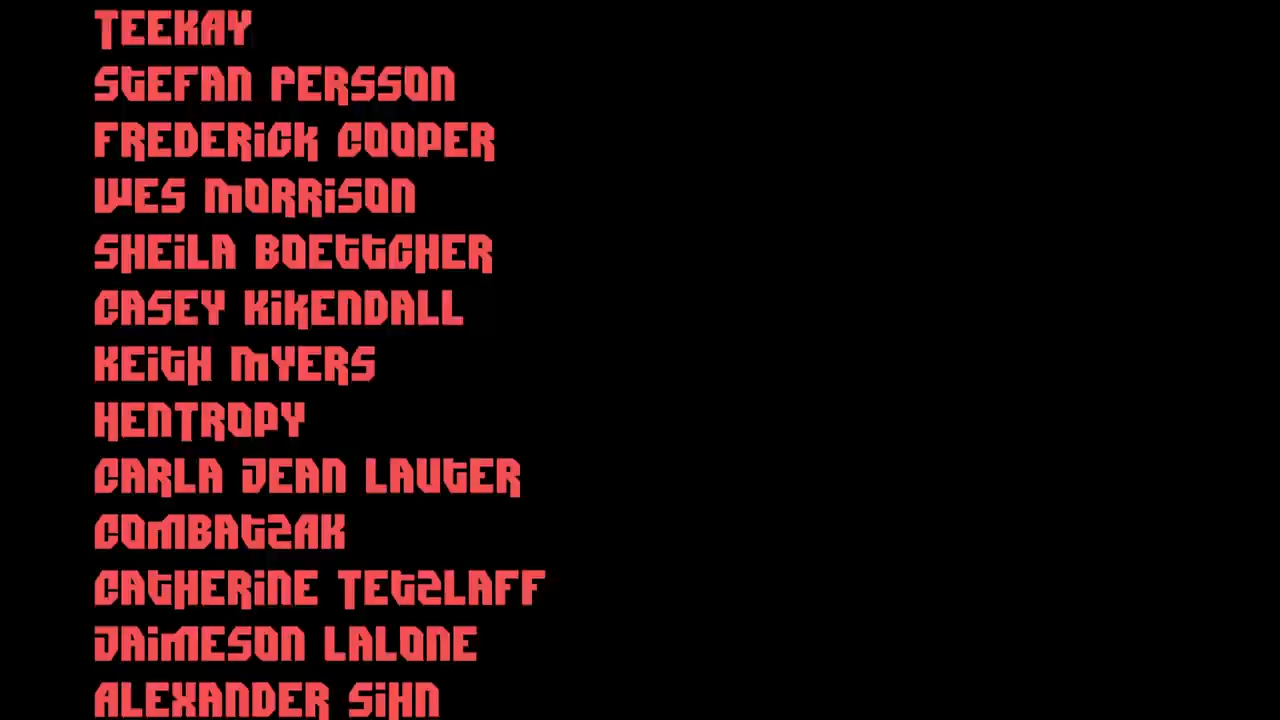 TEEKAY
STEFAN PERSSON
FREDERICK COOPER
WES MORRISON
SHEILA BOETTCHER
CASEY KIKENDALL
KEITH MYERS
HENTROPY
CARLA JEAN LAUTER
COMBATZAK
CATHERINE TETZLAFF
JAIMESON LALONE
ALEXANDER SIHN